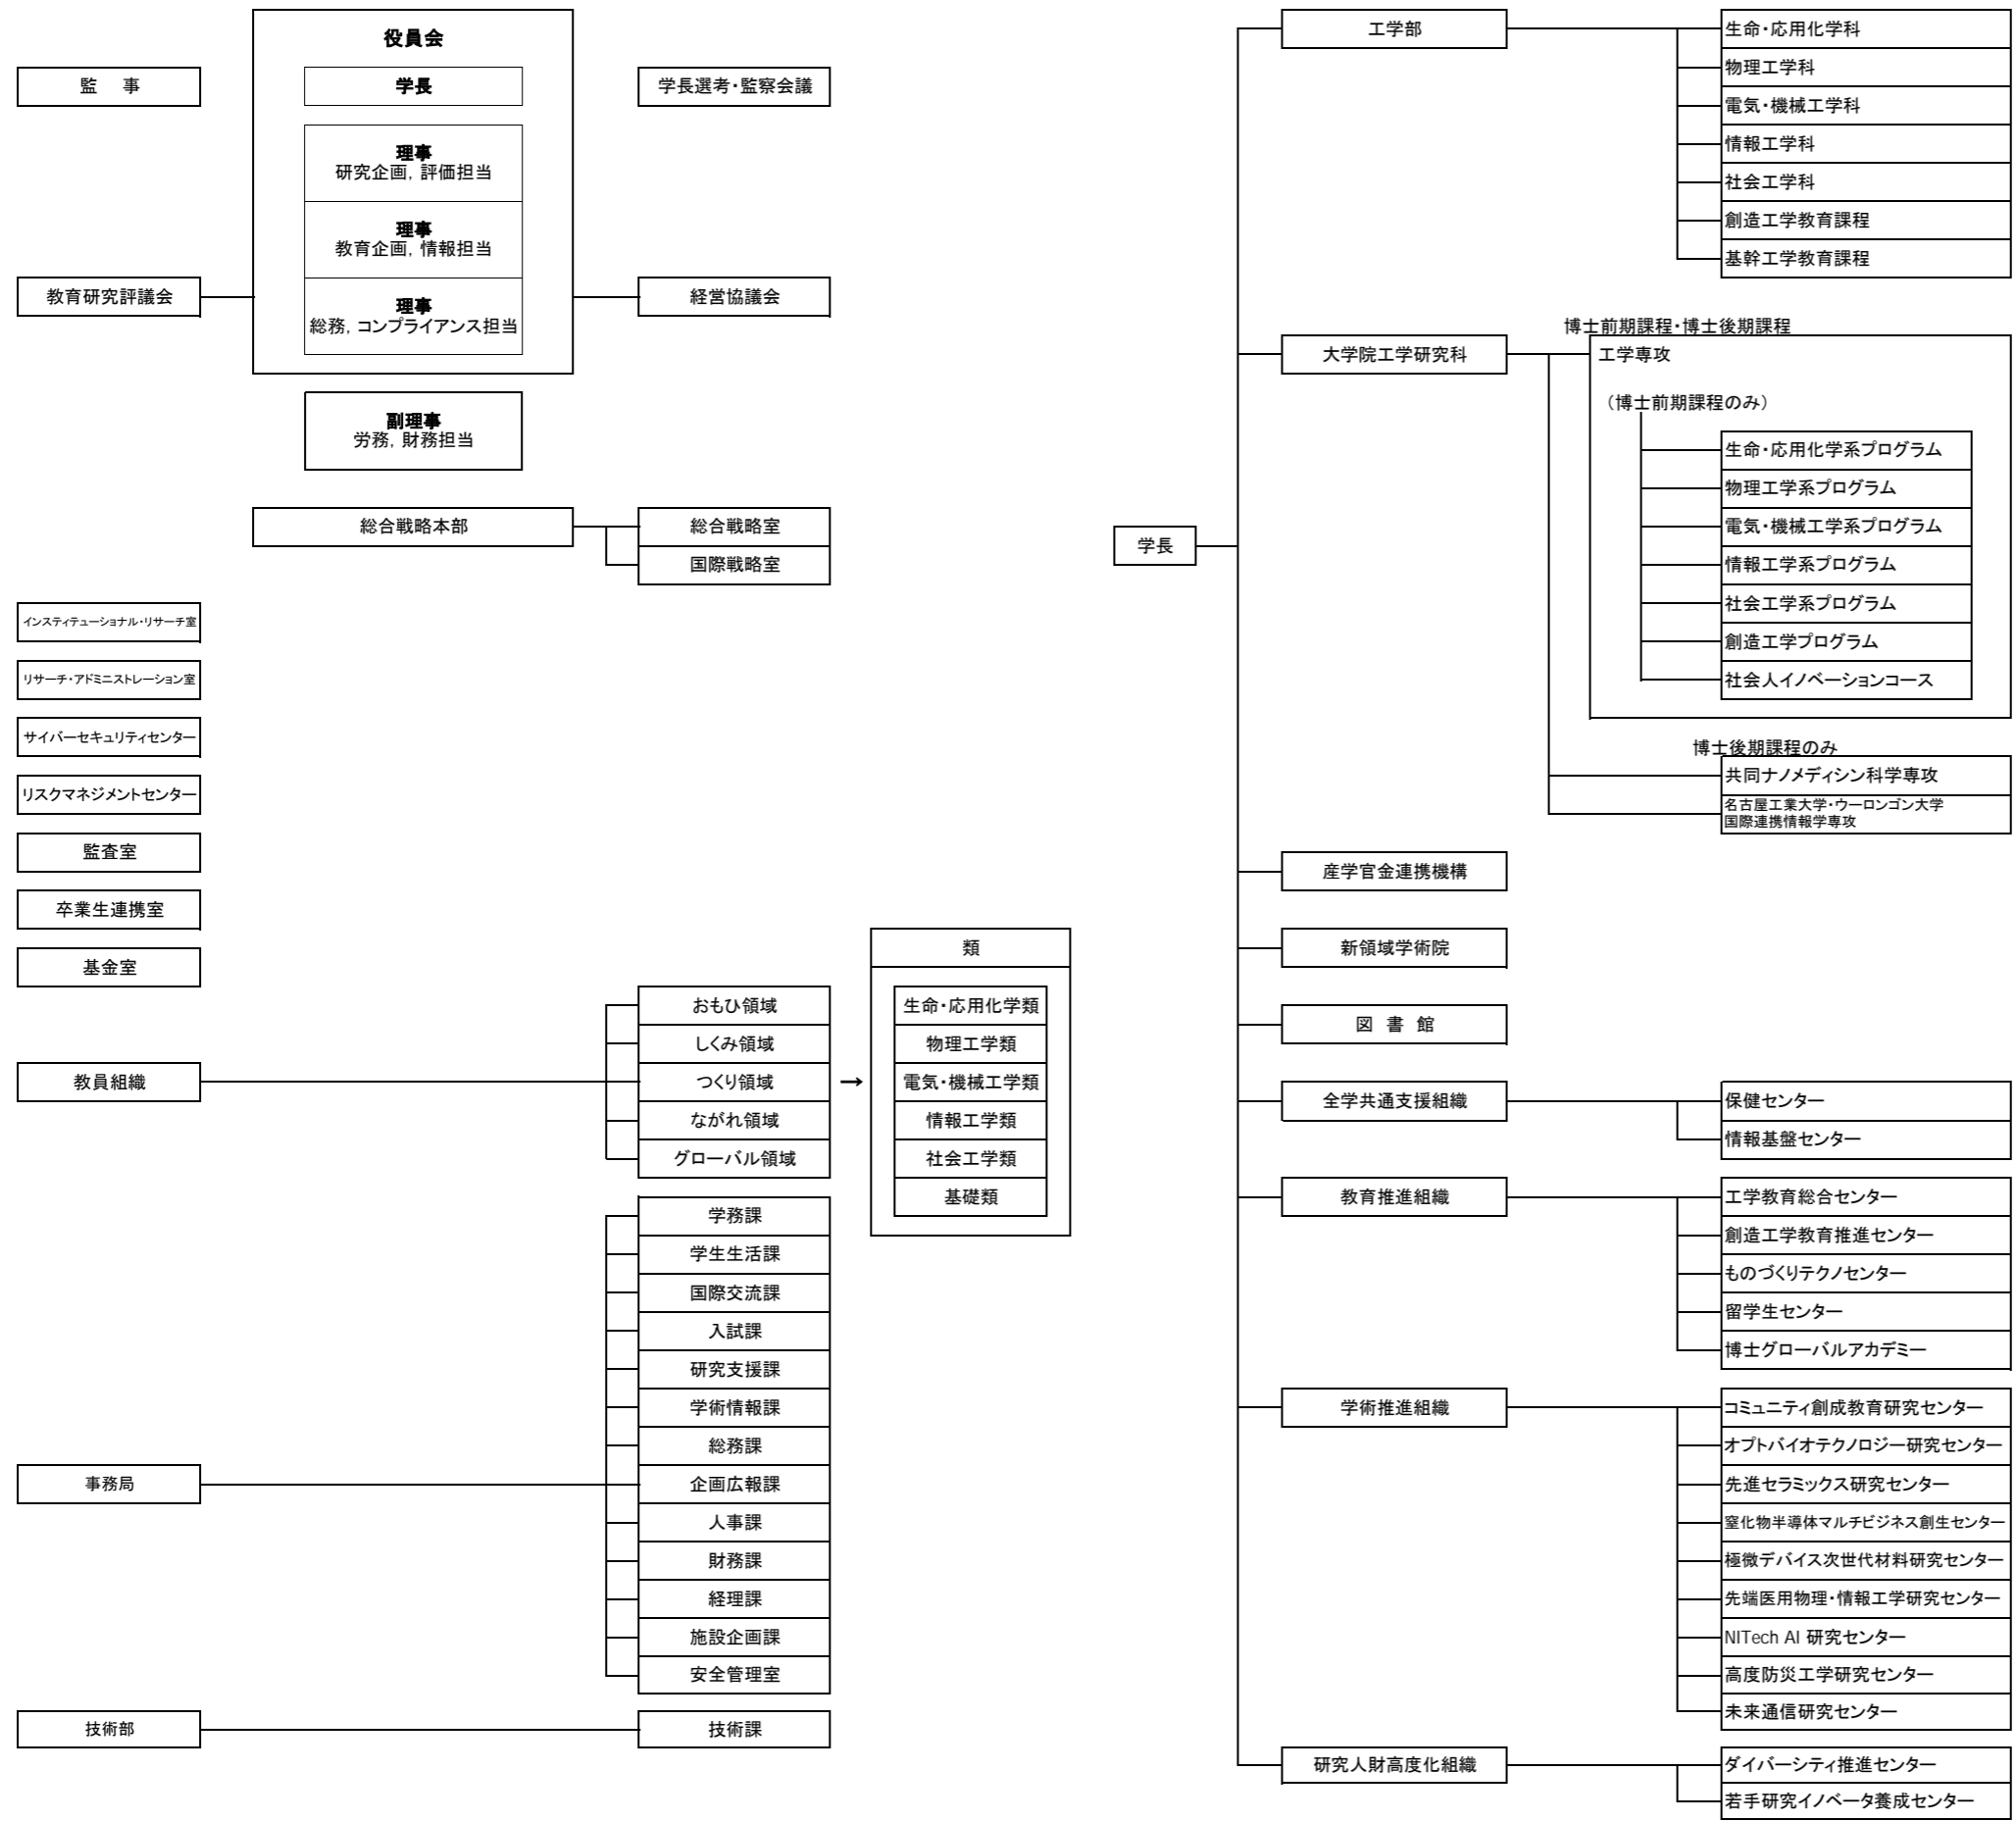 役員会
監　事
学長
学長選考・監察会議
理事
研究企画, 評価担当
理事
教育企画, 情報担当
教育研究評議会
理事
総務, コンプライアンス担当
経営協議会
副理事
労務, 財務担当
総合戦略本部
総合戦略室
国際戦略室
インスティテューショナル・リサーチ室
リサーチ・アドミニストレーション室
サイバーセキュリティセンター
リスクマネジメントセンター
監査室
卒業生連携室
基金室
教員組織
おもひ領域
しくみ領域
つくり領域
ながれ領域
グローバル領域
→
類
生命・応用化学類
物理工学類
電気・機械工学類
情報工学類
社会工学類
基礎類
事務局
学務課
学生生活課
国際交流課
入試課
研究支援課
学術情報課
総務課
企画広報課
人事課
財務課
経理課
施設企画課
安全管理室
技術部
技術課
学長
工学部
生命・応用化学科
物理工学科
電気・機械工学科
情報工学科
社会工学科
創造工学教育課程
基幹工学教育課程
大学院工学研究科
博士前期課程・博士後期課程
工学専攻
（博士前期課程のみ）
生命・応用化学系プログラム
物理工学系プログラム
電気・機械工学系プログラム
情報工学系プログラム
社会工学系プログラム
創造工学プログラム
社会人イノベーションコース
博士後期課程のみ
共同ナノメディシン科学専攻
名古屋工業大学・ウーロンゴン大学
国際連携情報学専攻
産学官金連携機構
新領域学術院
図 書 館
全学共通支援組織
保健センター
情報基盤センター
教育推進組織
工学教育総合センター
創造工学教育推進センター
ものづくりテクノセンター
留学生センター
博士グローバルアカデミー
学術推進組織
コミュニティ創成教育研究センター
オプトバイオテクノロジー研究センター
先進セラミックス研究センター
窒化物半導体マルチビジネス創生センター
極微デバイス次世代材料研究センター
先端医用物理・情報工学研究センター
NITech AI 研究センター
高度防災工学研究センター
未来通信研究センター
研究人財高度化組織
ダイバーシティ推進センター
若手研究イノベータ養成センター